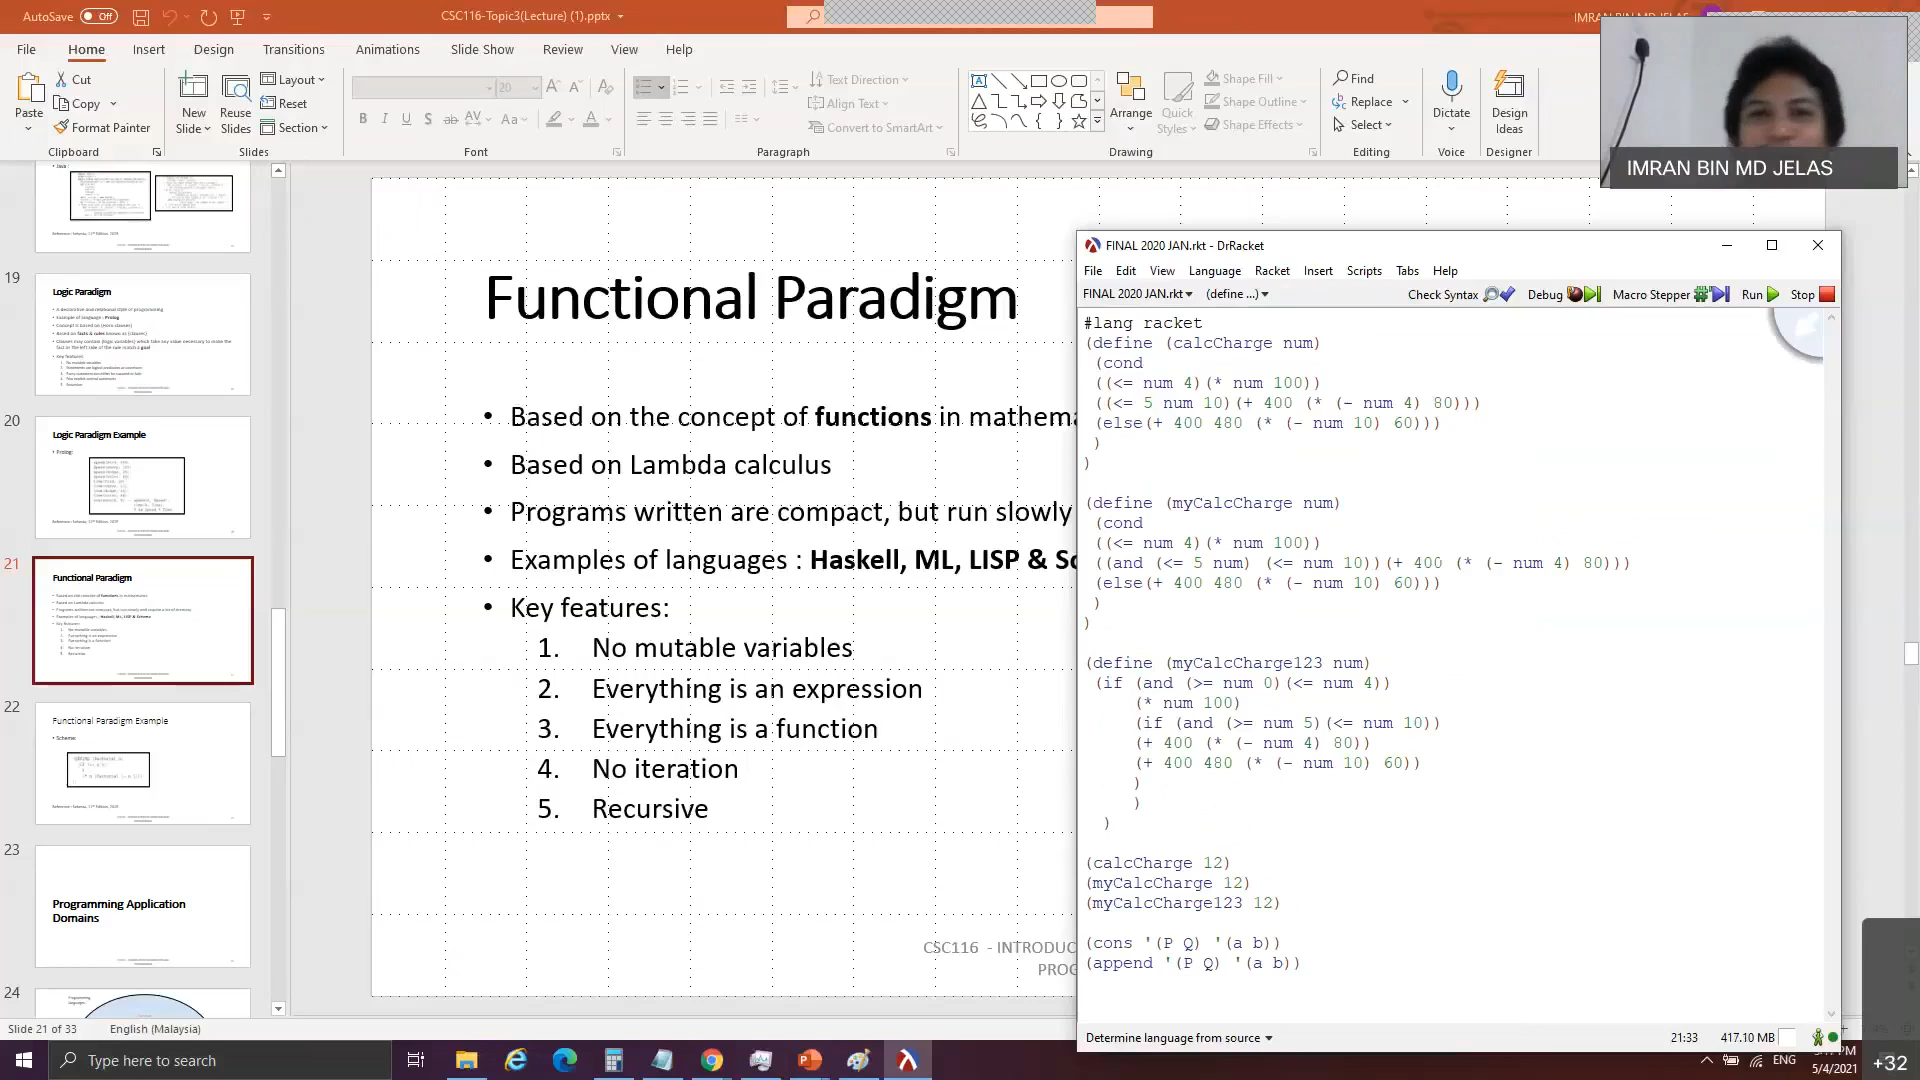 AutoSave Off
CSC116-Topic3(Lecture) (1).pptx
File Home Insert Design Transitions Animations Slide Show Review View Help
Paste
Cut
Copy
Format Painter
Clipboard
New Slide
Reuse Slides
Layout
Reset
Section
Slides
20
B I U S ab AV Aa A
Font
Text Direction
Align Text
Convert to SmartArt
Paragraph
Arrange
Quick Styles
Shape Fill
Shape Outline
Shape Effects
Drawing
Find
Replace
Select
Editing
Dictate
Voice
Design Ideas
Designer
IMRAN BIN MD JELAS
19
Logic Paradigm
20
Logic Paradigm Example
• Prolog:
21
Functional Paradigm
22
Functional Paradigm Example
• Scheme:
23
Programming Application Domains
24
Functional Paradigm
• Based on the concept of functions in mathema
• Based on Lambda calculus
• Programs written are compact, but run slowly
• Examples of languages : Haskell, ML, LISP & Sc
• Key features:
1. No mutable variables
2. Everything is an expression
3. Everything is a function
4. No iteration
5. Recursive
CSC116 - INTRODUC
PROG
FINAL 2020 JAN.rkt - DrRacket
File Edit View Language Racket Insert Scripts Tabs Help
FINAL 2020 JAN.rkt (define ...) Check Syntax Debug Macro Stepper Run Stop
#lang racket
(define (calcCharge num)
(cond
((<= num 4)(* num 100))
((<= 5 num 10)(+ 400 (* (- num 4) 80)))
(else(+ 400 480 (* (- num 10) 60)))
)
)
(define (myCalcCharge num)
(cond
((<= num 4)(* num 100))
((and (<= 5 num) (<= num 10))(+ 400 (* (- num 4) 80)))
(else(+ 400 480 (* (- num 10) 60)))
)
)
(define (myCalcCharge123 num)
(if (and (>= num 0)(<= num 4))
(* num 100)
(if (and (>= num 5)(<= num 10))
(+ 400 (* (- num 4) 80))
(+ 400 480 (* (- num 10) 60))
)
)
)
(calcCharge 12)
(myCalcCharge 12)
(myCalcCharge123 12)
(cons '(P Q) '(a b))
(append '(P Q) '(a b))
Determine language from source 21:33 417.10 MB
Slide 21 of 33 English (Malaysia)
Type here to search
ENG
5/4/2021
+32